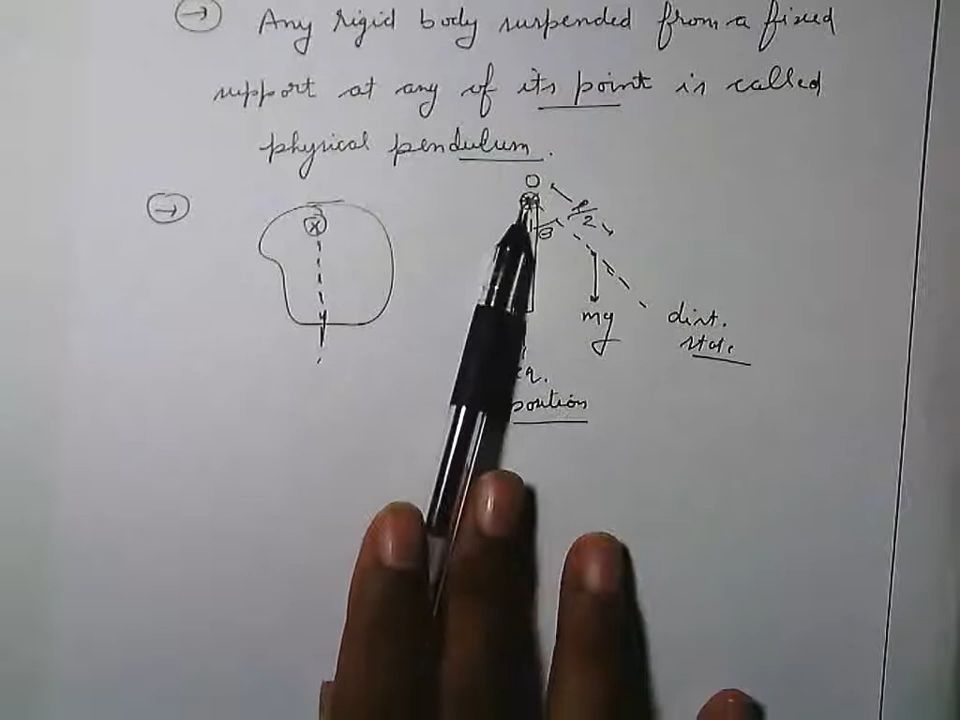 → Any rigid body suspended from a fixed
support at any of its point is called
physical pendulum.
→
X
O
ℓ/2
θ
mg
dist.
state
eq.
position